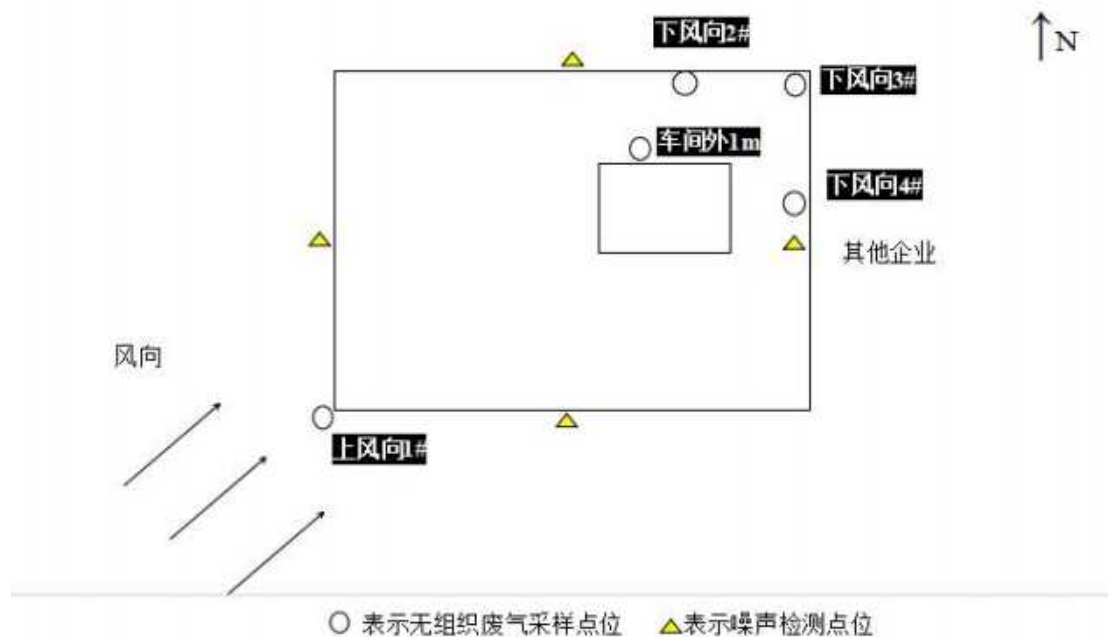 下风向2#
N
下风向3#
车间外1m
下风向4#
其他企业
风向
上风向1#
表示无组织废气采样点位 表示噪声检测点位